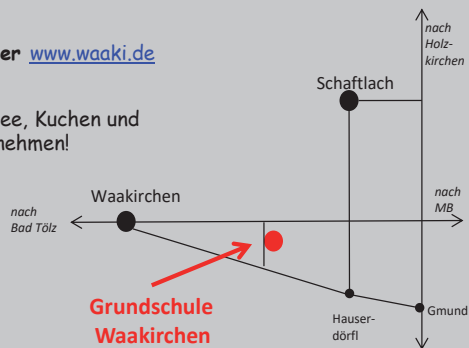 er www.waaki.de
ee, Kuchen und
nehmen!
nach
Holz-
kirchen
Schaftlach
Waakirchen
nach
Bad Tölz
nach
MB
Grundschule
Waakirchen
Hauser-
dörfl
Gmund